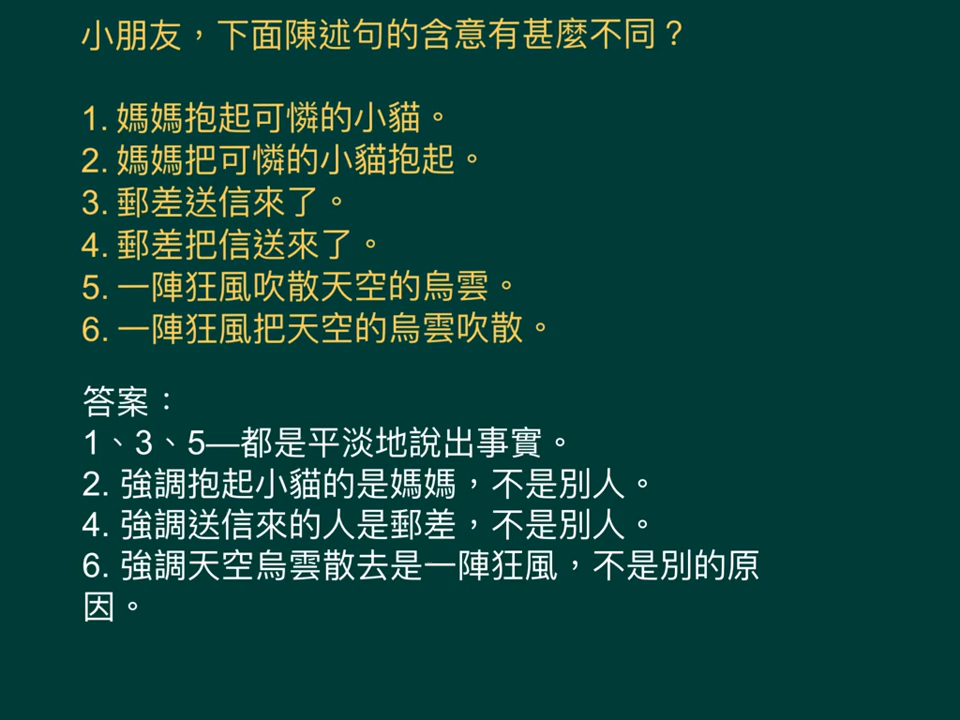 小朋友，下面陳述句的含意有甚麼不同？
1. 媽媽抱起可憐的小貓。
2. 媽媽把可憐的小貓抱起。
3. 郵差送信來了。
4. 郵差把信送來了。
5. 一陣狂風吹散天空的烏雲。
6. 一陣狂風把天空的烏雲吹散。
答案：
1、3、5—都是平淡地說出事實。
2. 強調抱起小貓的是媽媽，不是別人。
4. 強調送信來的人是郵差，不是別人。
6. 強調天空烏雲散去是一陣狂風，不是別的原
因。